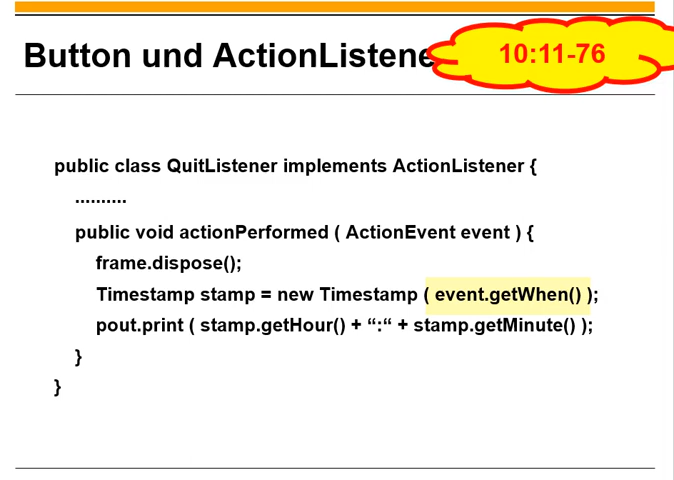 Button und ActionListene
10:11-76
public class QuitListener implements ActionListener {
..........
public void actionPerformed ( ActionEvent event ) {
frame.dispose();
Timestamp stamp = new Timestamp ( event.getWhen() );
pout.print ( stamp.getHour() + “:“ + stamp.getMinute() );
}
}